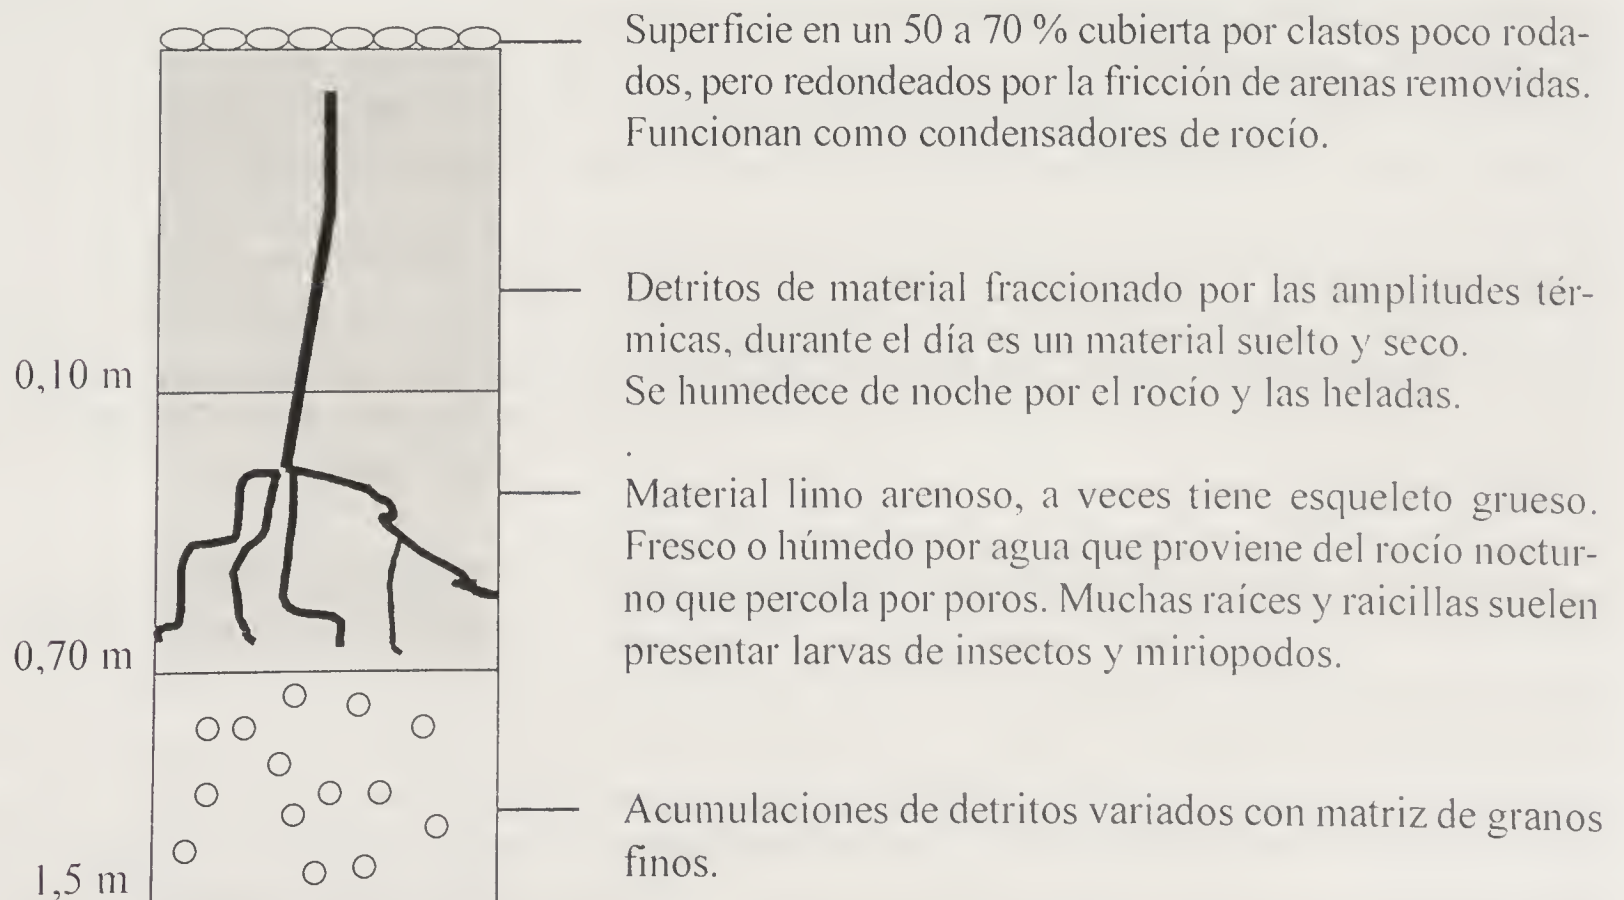 Superficie en un 50 a 70 % cubierta por clastos poco roda-
dos, pero redondeados por la fricción de arenas removidas.
Funcionan como condensadores de rocío.
Detritos de material fraccionado por las amplitudes tér-
micas, durante el día es un material suelto y seco.
0,10 m
Se humedece de noche por el rocío y las heladas.
.
Material limo arenoso, a veces tiene esqueleto grueso.
Fresco o húmedo por agua que proviene del rocío noctur-
no que percola por poros. Muchas raíces y raicillas suelen
presentar larvas de insectos y miriopodos.
0,70 m
Acumulaciones de detritos variados con matriz de granos
finos.
1,5 m